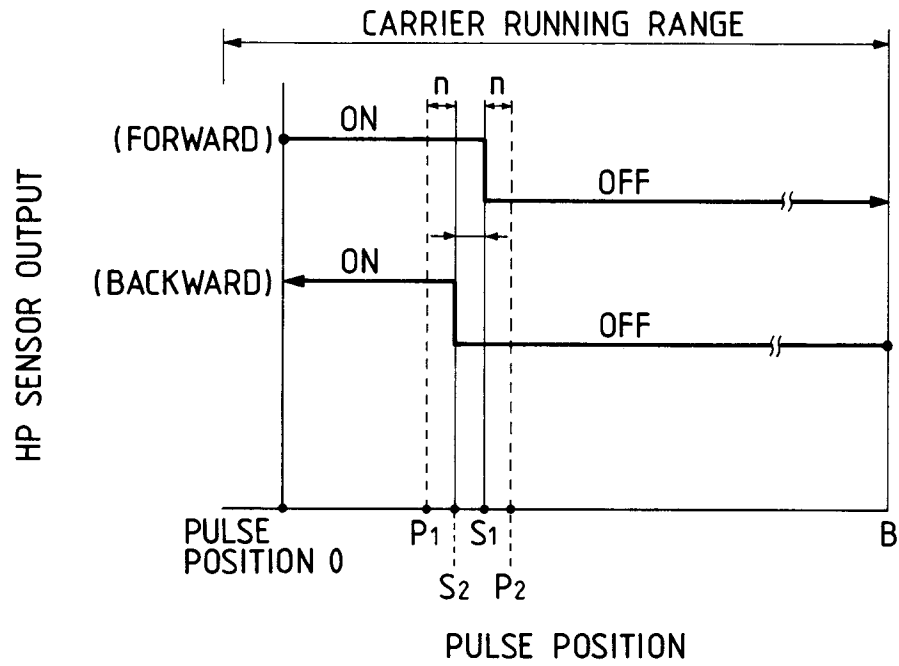 CARRIER RUNNING RANGE
n n
(FORWARD) ON
OFF
(BACKWARD) ON
OFF
HP SENSOR OUTPUT
PULSE
POSITION 0
P1 S1 B
S2 P2
PULSE POSITION